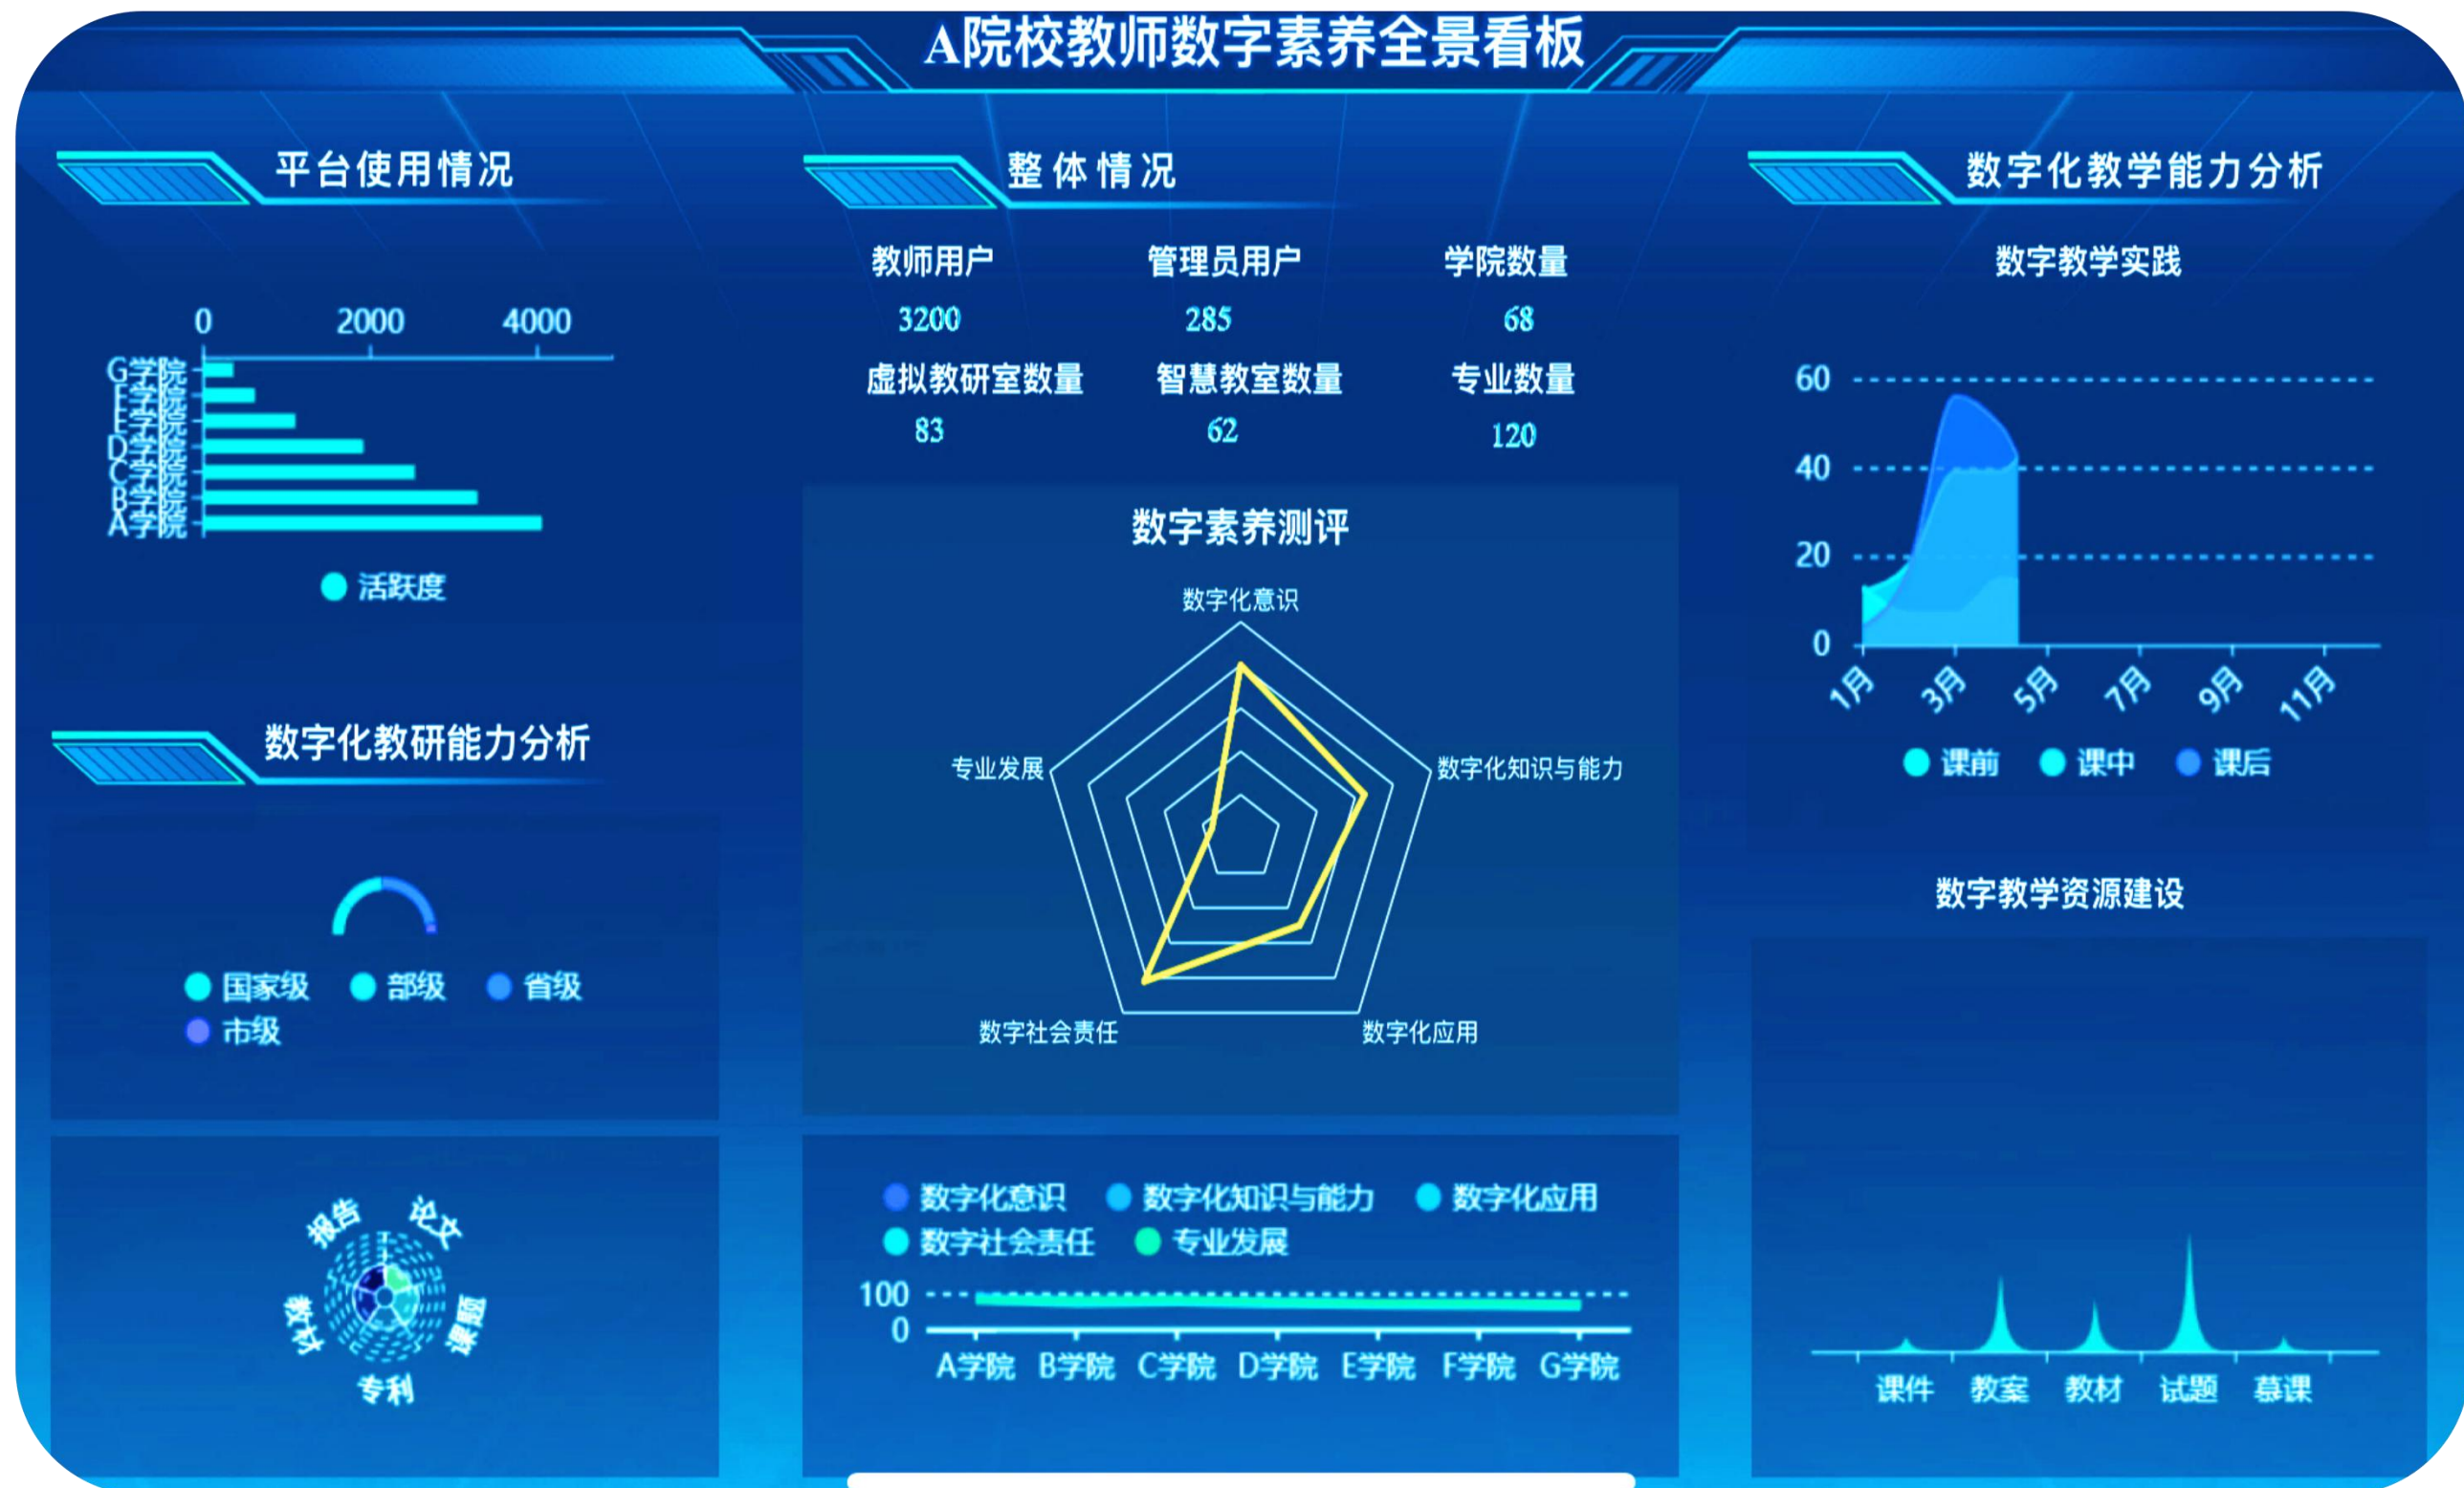 A院校教师数字素养全景看板
平台使用情况
0 2000 4000
G学院
F学院
E学院
D学院
C学院
B学院
A学院
活跃度
数字化教研能力分析
国家级 部级 省级
市级
报告 论文
教材 课题
专利
整体情况
教师用户 管理员用户 学院数量
3200 285 68
虚拟教研室数量 智慧教室数量 专业数量
83 62 120
数字素养测评
数字化意识
专业发展 数字化知识与能力
数字社会责任 数字化应用
数字化意识 数字化知识与能力 数字化应用
数字社会责任 专业发展
100
0
A学院 B学院 C学院 D学院 E学院 F学院 G学院
数字化教学能力分析
数字教学实践
60
40
20
0
1月 3月 5月 7月 9月 11月
课前 课中 课后
数字教学资源建设
课件 教案 教材 试题 慕课